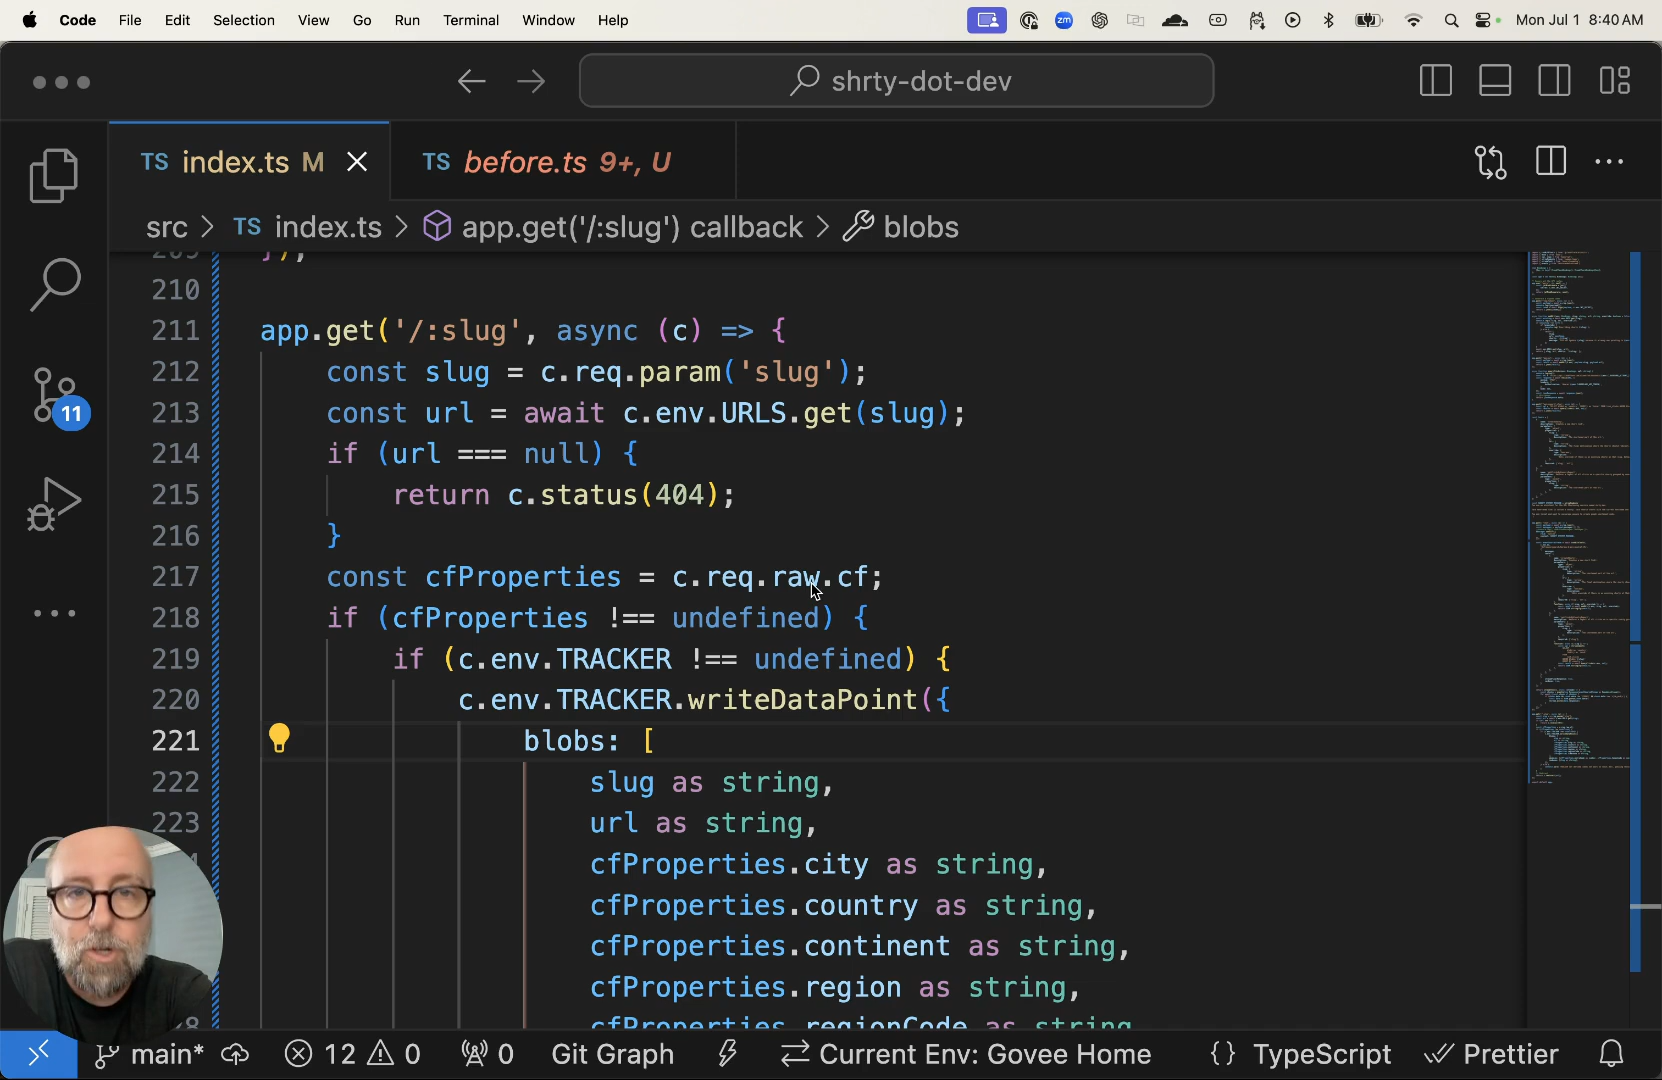 Code File Edit Selection View Go Run Terminal Window Help zm Mon Jul 1 8:40 AM
shrty-dot-dev
TS index.ts M TS before.ts 9+, U
src > TS index.ts > app.get('/:slug') callback > blobs
209 });
210
211 app.get('/:slug', async (c) => {
212 const slug = c.req.param('slug');
213 const url = await c.env.URLS.get(slug);
214 if (url === null) {
215 return c.status(404);
216 }
217 const cfProperties = c.req.raw.cf;
218 if (cfProperties !== undefined) {
219 if (c.env.TRACKER !== undefined) {
220 c.env.TRACKER.writeDataPoint({
221 blobs: [
222 slug as string,
223 url as string,
cfProperties.city as string,
cfProperties.country as string,
cfProperties.continent as string,
cfProperties.region as string,
cfProperties.regionCode as string
11
main* 12 0 0 Git Graph Current Env: Govee Home {} TypeScript Prettier